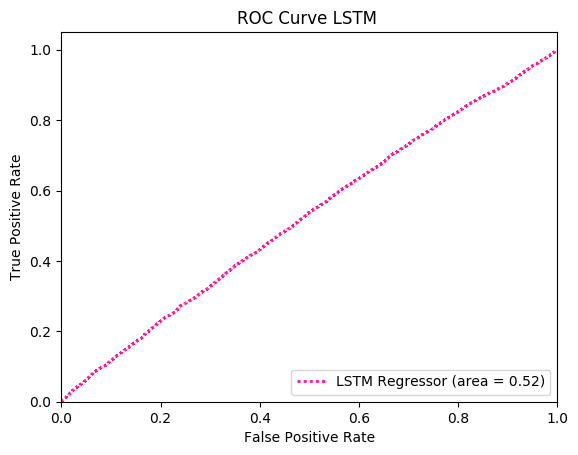 ROC Curve LSTM
1.0
0.8
0.6
0.4
0.2
0.0
True Positive Rate
LSTM Regressor (area = 0.52)
0.0 0.2 0.4 0.6 0.8 1.0
False Positive Rate